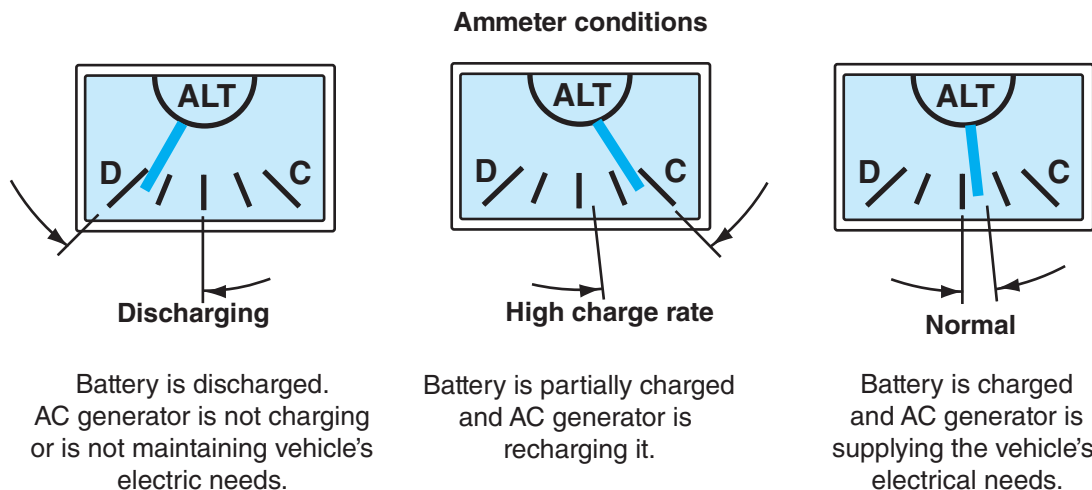 Ammeter conditions
ALT
D C
Discharging
Battery is discharged.
AC generator is not charging
or is not maintaining vehicle's
electric needs.
ALT
D C
High charge rate
Battery is partially charged
and AC generator is
recharging it.
ALT
D C
Normal
Battery is charged
and AC generator is
supplying the vehicle's
electrical needs.